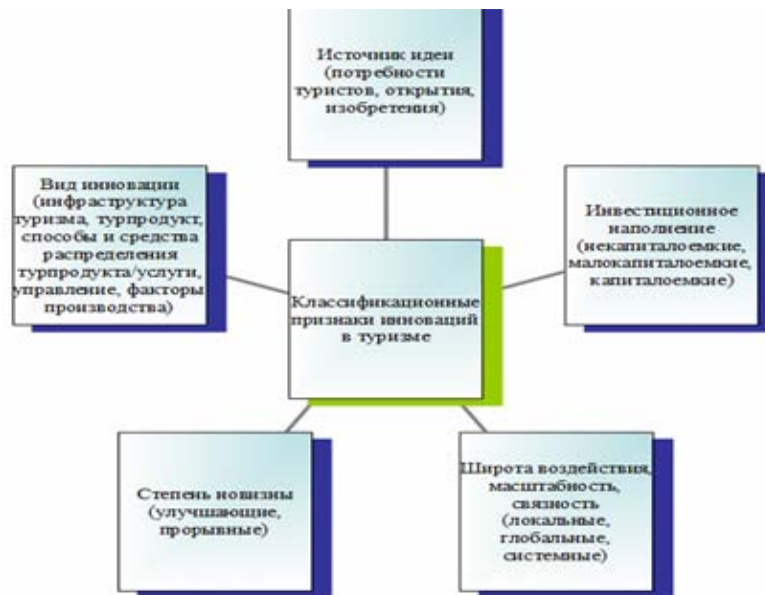 Источник идеи
(потребности
туристов, открытия,
изобретения)
Вид инновации
(инфраструктура
туризма, турпродукт,
способы и средства
распределения
турпродукта/услуги,
управление, факторы
производства)
Инвестиционное
наполнение
(некапиталоемкие,
малокапиталоемкие,
капиталоемкие)
Классификационные
признаки инноваций
в туризме
Степень новизны
(улучшающие,
прорывные)
Широта воздействия,
масштабность,
связность
(локальные,
глобальные,
системные)